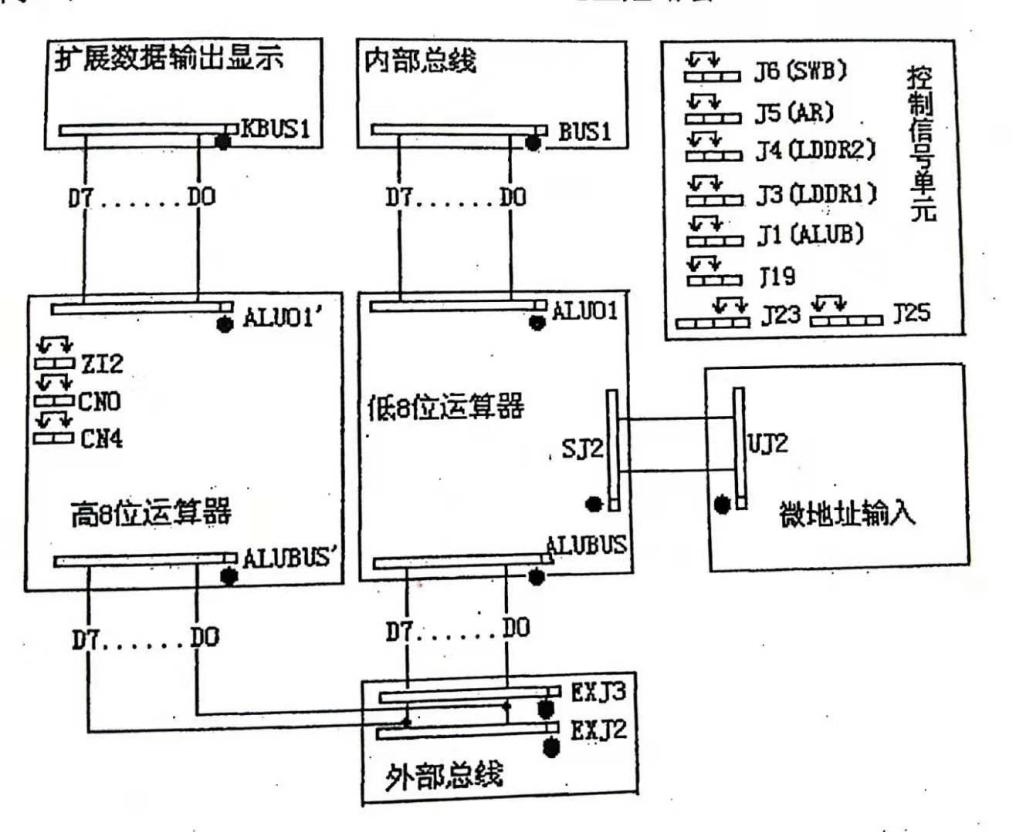 扩展数据输出显示
KBUS1
D7......D0
内部总线
BUS1
D7......D0
J6(SWB)
J5(AR)
J4(LDDR2)
J3(LDDR1)
J1(ALUB)
J19
J23
J25
控制信号单元
ALUO1'
ZI2
CN0
CN4
高8位运算器
ALUBUS'
D7......D0
ALUO1
低8位运算器
SJ2
ALUBUS
D7......D0
UJ2
微地址输入
EXJ3
EXJ2
外部总线